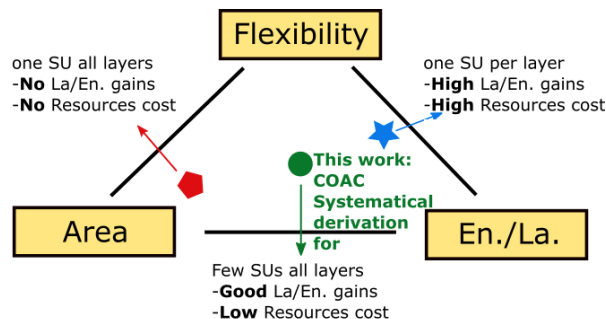 Flexibility
one SU all layers
-No La/En. gains
-No Resources cost
one SU per layer
-High La/En. gains
-High Resources cost
This work:
COAC
Systematical
derivation
for
Area
En./La.
Few SUs all layers
-Good La/En. gains
-Low Resources cost